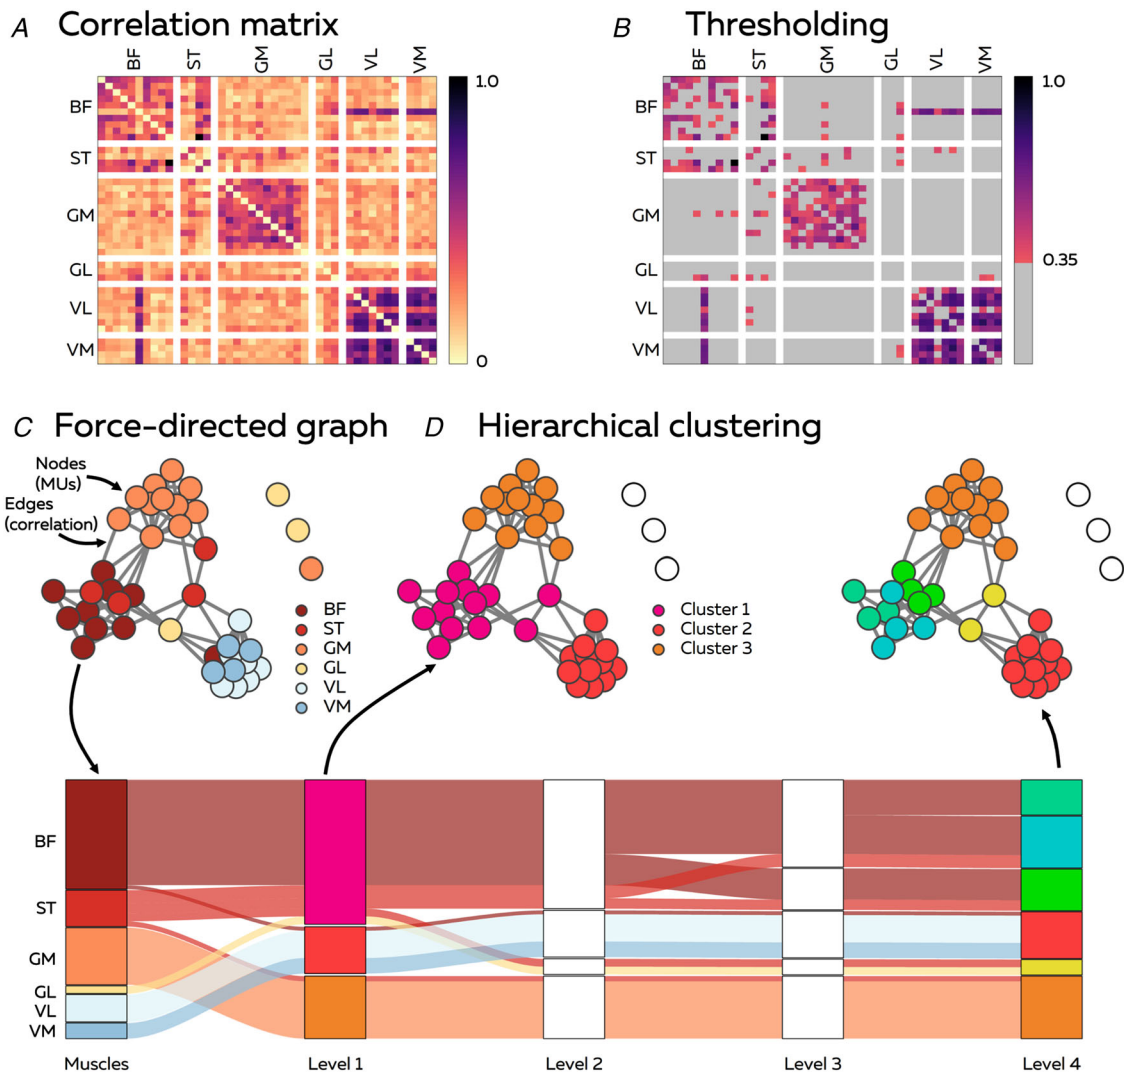 A Correlation matrix
BF ST GM GL VL VM
BF
ST
GM
GL
VL
VM
1.0
0
B Thresholding
BF ST GM GL VL VM
BF
ST
GM
GL
VL
VM
1.0
0.35
C Force-directed graph
Nodes
(MUs)
Edges
(correlation)
BF
ST
GM
GL
VL
VM
D Hierarchical clustering
Cluster 1
Cluster 2
Cluster 3
BF
ST
GM
GL
VL
VM
Muscles Level 1 Level 2 Level 3 Level 4